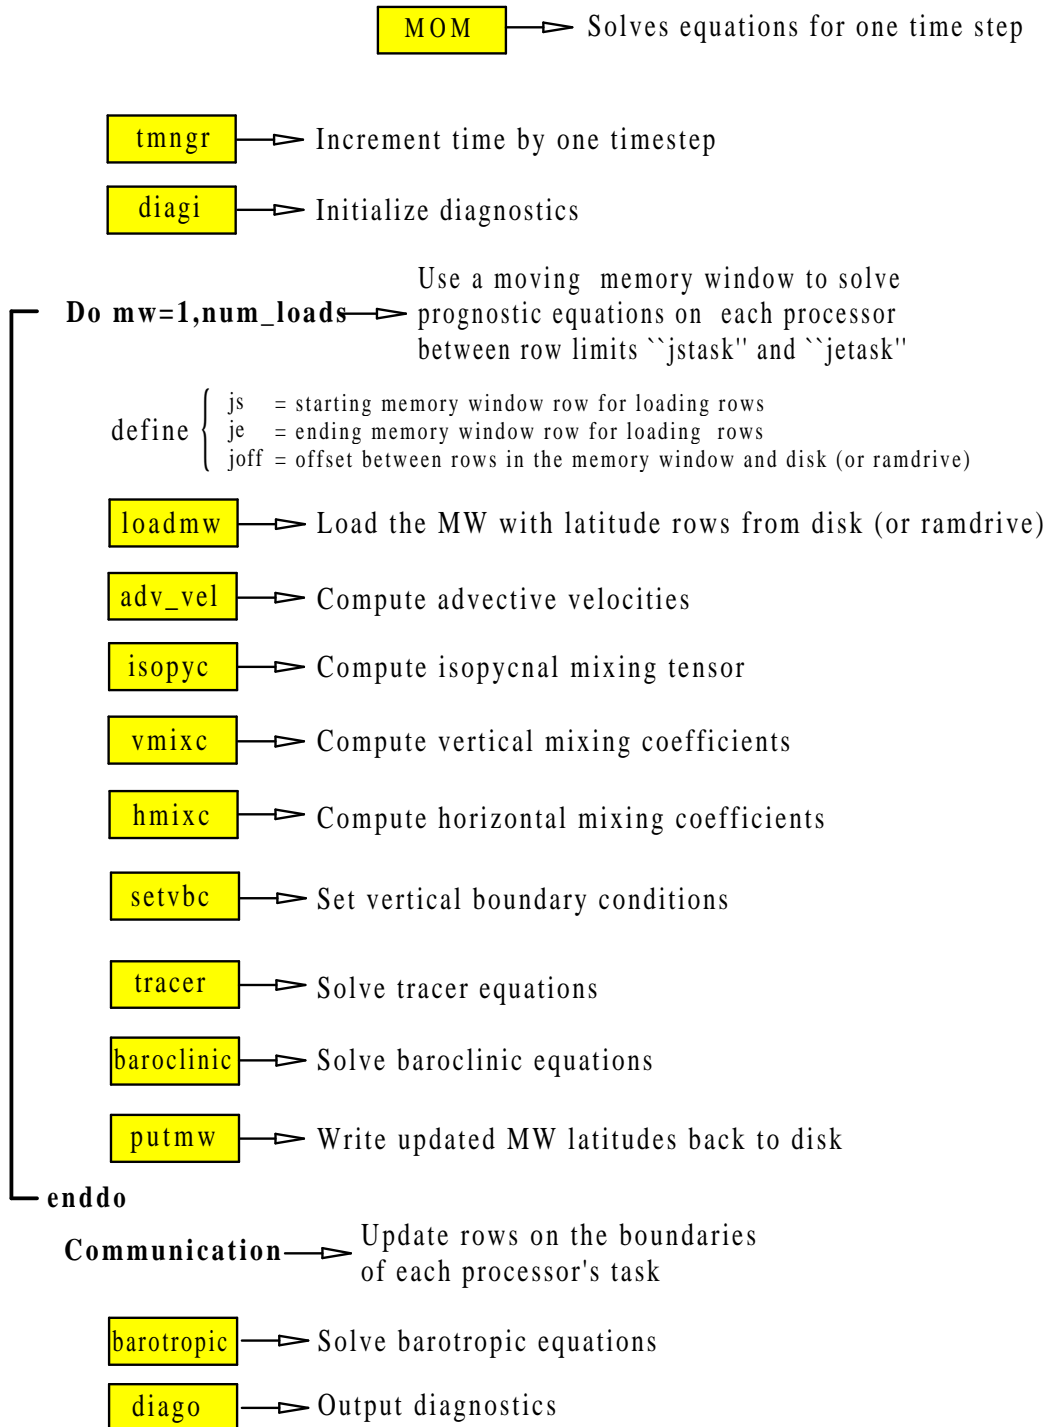 MOM Solves equations for one time step
tmngr Increment time by one timestep
diagi Initialize diagnostics
Use a moving memory window to solve
Do mw=1,num_loads prognostic equations on each processor
between row limits ``jstask'' and ``jetask''
js = starting memory window row for loading rows
define je = ending memory window row for loading rows
joff = offset between rows in the memory window and disk (or ramdrive)
loadmw Load the MW with latitude rows from disk (or ramdrive)
adv_vel Compute advective velocities
isopyc Compute isopycnal mixing tensor
vmixc Compute vertical mixing coefficients
hmixc Compute horizontal mixing coefficients
setvbc Set vertical boundary conditions
tracer Solve tracer equations
baroclinic Solve baroclinic equations
putmw Write updated MW latitudes back to disk
enddo
Update rows on the boundaries
Communication
of each processor's task
barotropic Solve barotropic equations
diago Output diagnostics